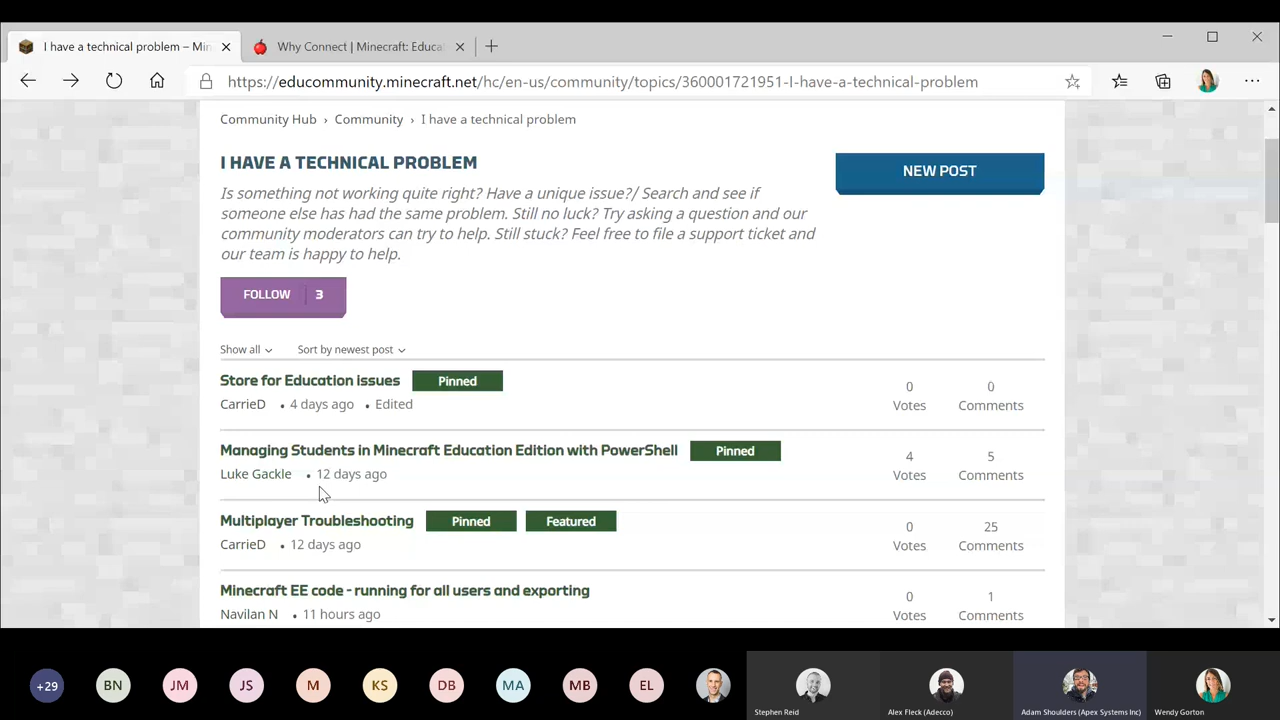 I have a technical problem – Min
Why Connect | Minecraft: Educa
https://educommunity.minecraft.net/hc/en-us/community/topics/360001721951-I-have-a-technical-problem
Community Hub › Community › I have a technical problem
I HAVE A TECHNICAL PROBLEM
NEW POST
Is something not working quite right? Have a unique issue?/ Search and see if
someone else has had the same problem. Still no luck? Try asking a question and our
community moderators can try to help. Still stuck? Feel free to file a support ticket and
our team is happy to help.
FOLLOW 3
Show all Sort by newest post
Store for Education issues Pinned
CarrieD • 4 days ago • Edited
0 Votes
0 Comments
Managing Students in Minecraft Education Edition with PowerShell Pinned
Luke Gackle • 12 days ago
4 Votes
5 Comments
Multiplayer Troubleshooting Pinned Featured
CarrieD • 12 days ago
0 Votes
25 Comments
Minecraft EE code - running for all users and exporting
Navilan N • 11 hours ago
0 Votes
1 Comments
+29 BN JM JS M KS DB MA MB EL
Stephen Reid
Alex Fleck (Adecco)
Adam Shoulders (Apex Systems Inc)
Wendy Gorton